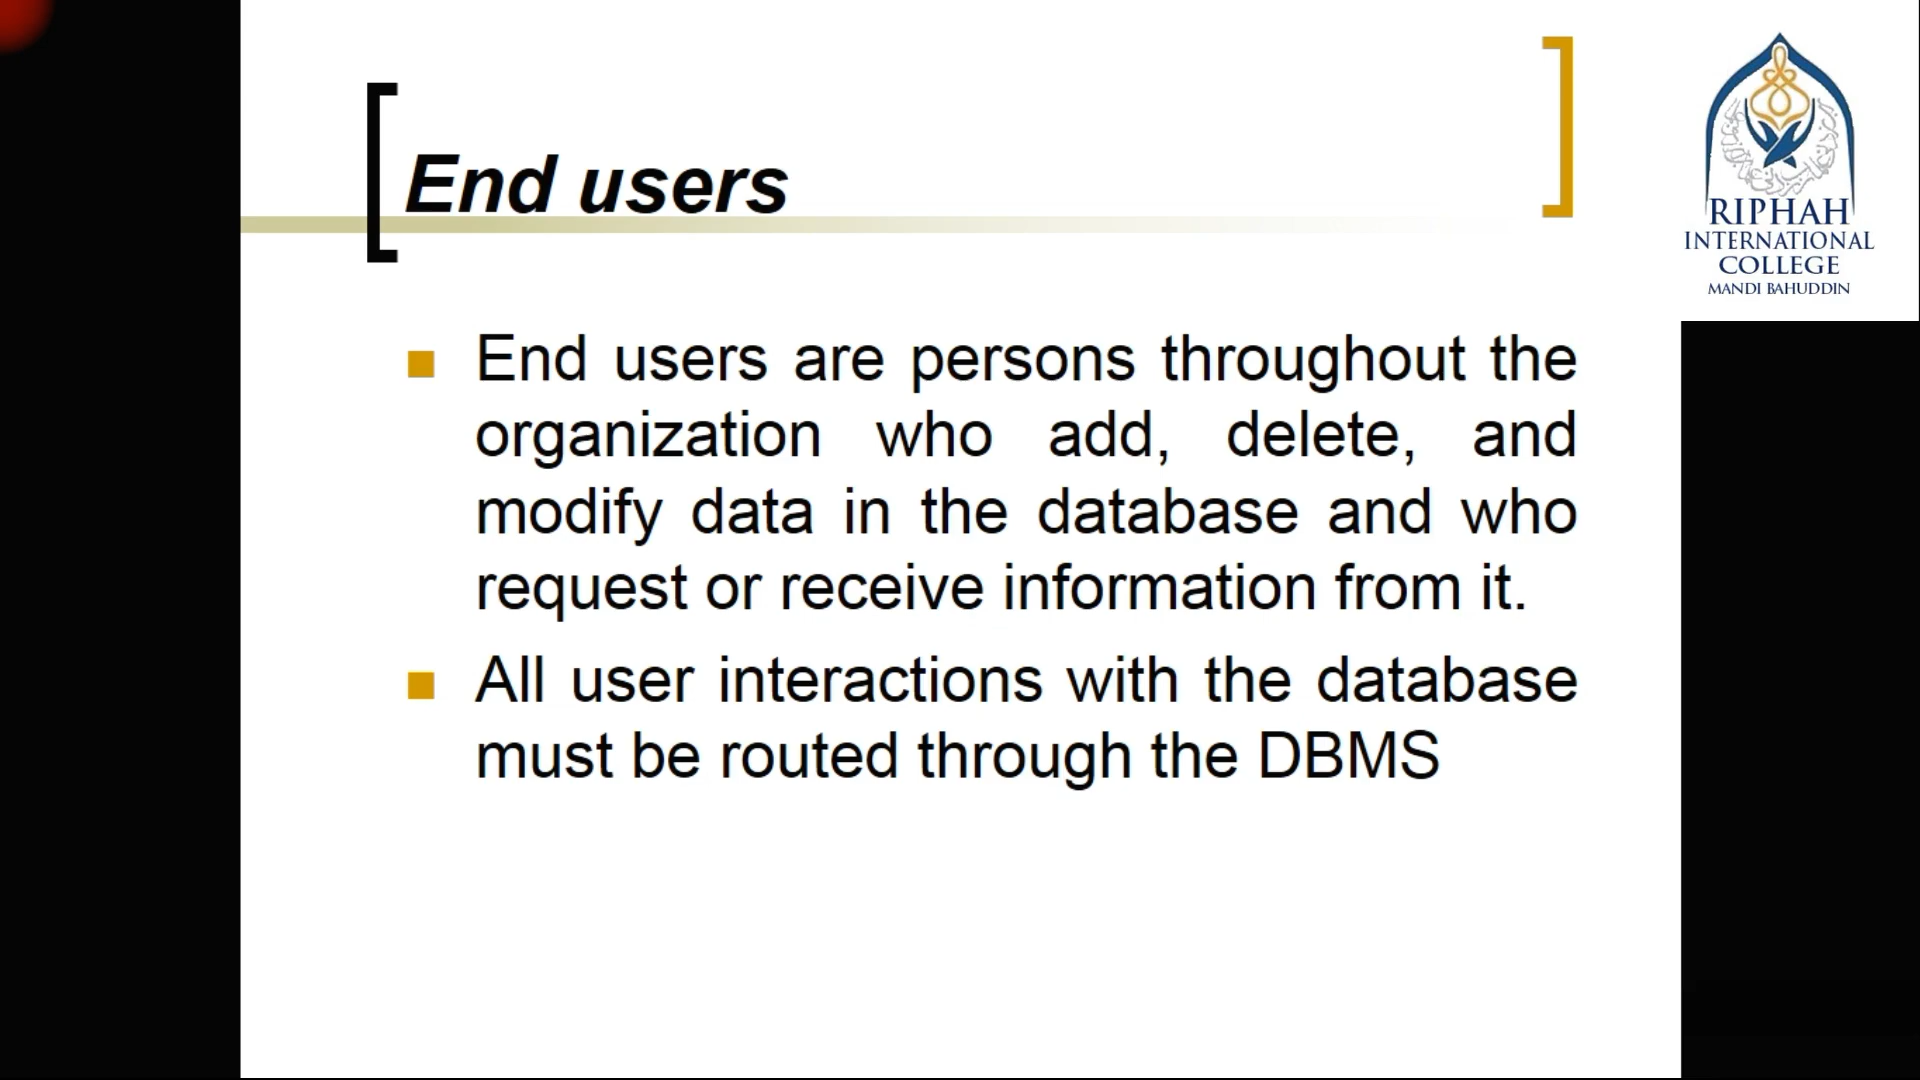 End users
RIPHAH
INTERNATIONAL
COLLEGE
MANDI BAHUDDIN
End users are persons throughout the
organization who add, delete, and
modify data in the database and who
request or receive information from it.
All user interactions with the database
must be routed through the DBMS